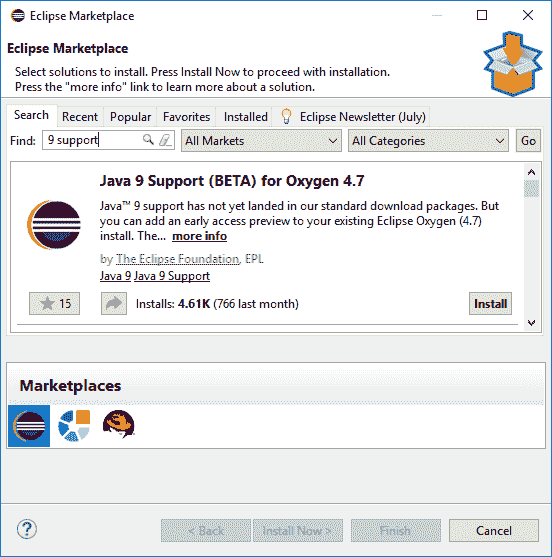 Eclipse Marketplace
Eclipse Marketplace
Select solutions to install. Press Install Now to proceed with installation.
Press the "more info" link to learn more about a solution.
Search Recent Popular Favorites Installed Eclipse Newsletter (July)
Find: 9 support All Markets All Categories Go
Java 9 Support (BETA) for Oxygen 4.7
Java™ 9 support has not yet landed in our standard download packages. But
you can add an early access preview to your existing Eclipse Oxygen (4.7)
install. The... more info
by The Eclipse Foundation, EPL
Java 9 Java 9 Support
15 Installs: 4.61K (766 last month) Install
Marketplaces
? < Back Install Now > Finish Cancel